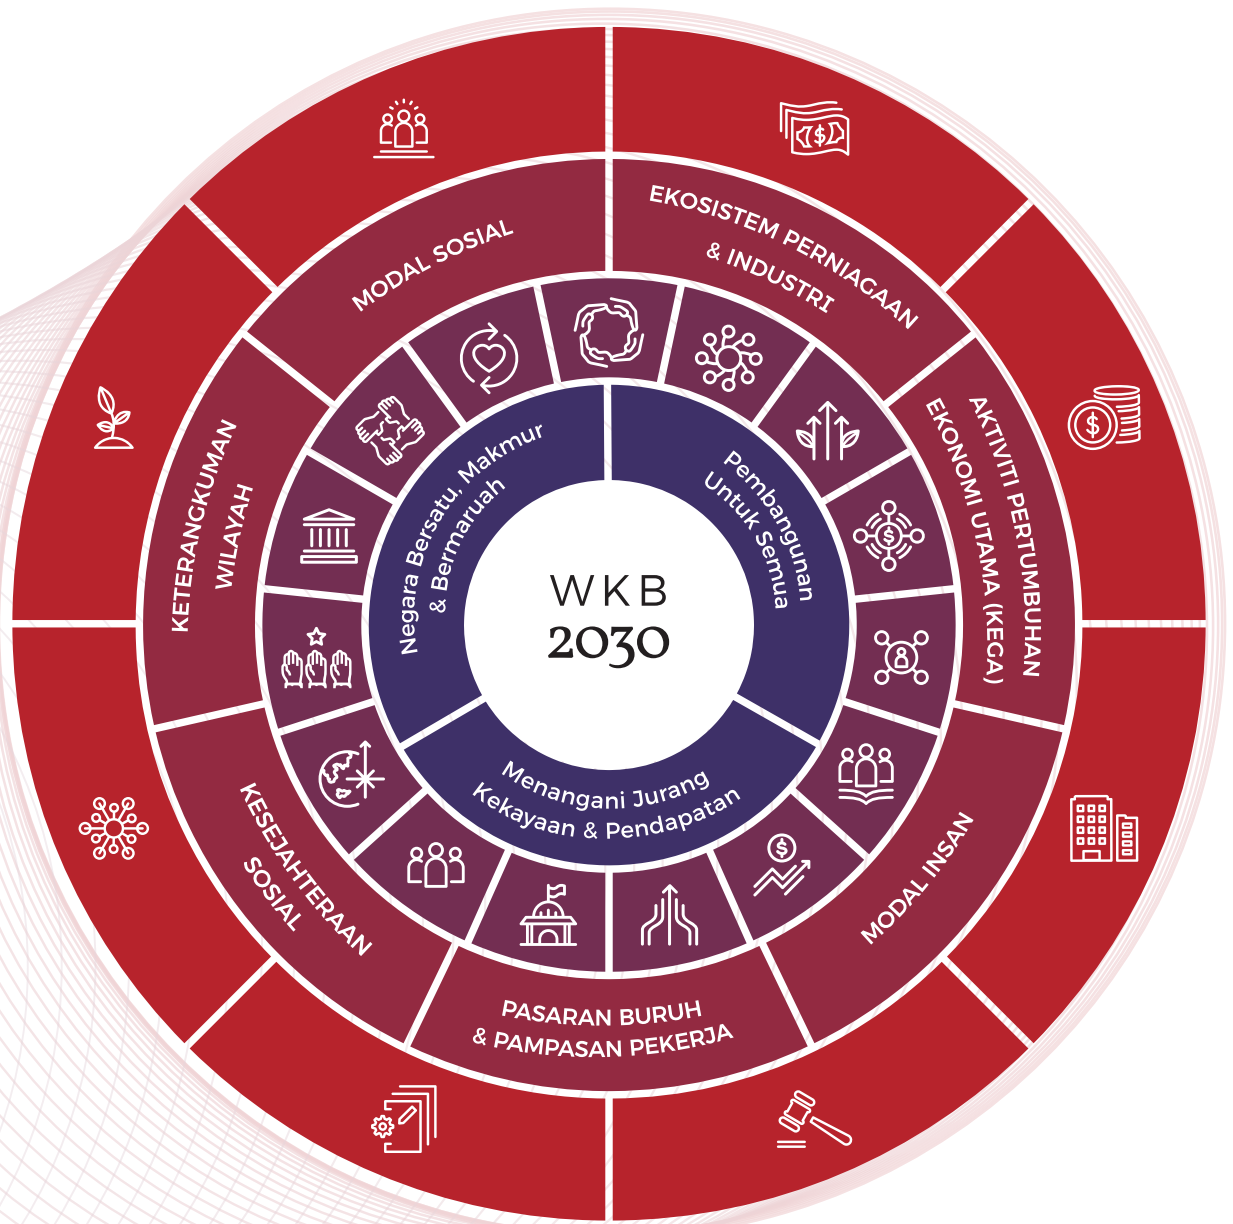 WKB
2030
Pembangunan
Untuk Semua
Menangani Jurang
Kekayaan & Pendapatan
Negara Bersatu, Makmur
& Bermaruah
EKOSISTEM PERNIAGAAN
& INDUSTRI
AKTIVITI PERTUMBUHAN
EKONOMI UTAMA (KEGA)
MODAL INSAN
PASARAN BURUH
& PAMPASAN PEKERJA
KESEJAHTERAAN
SOSIAL
KETERANGKUMAN
WILAYAH
MODAL SOSIAL